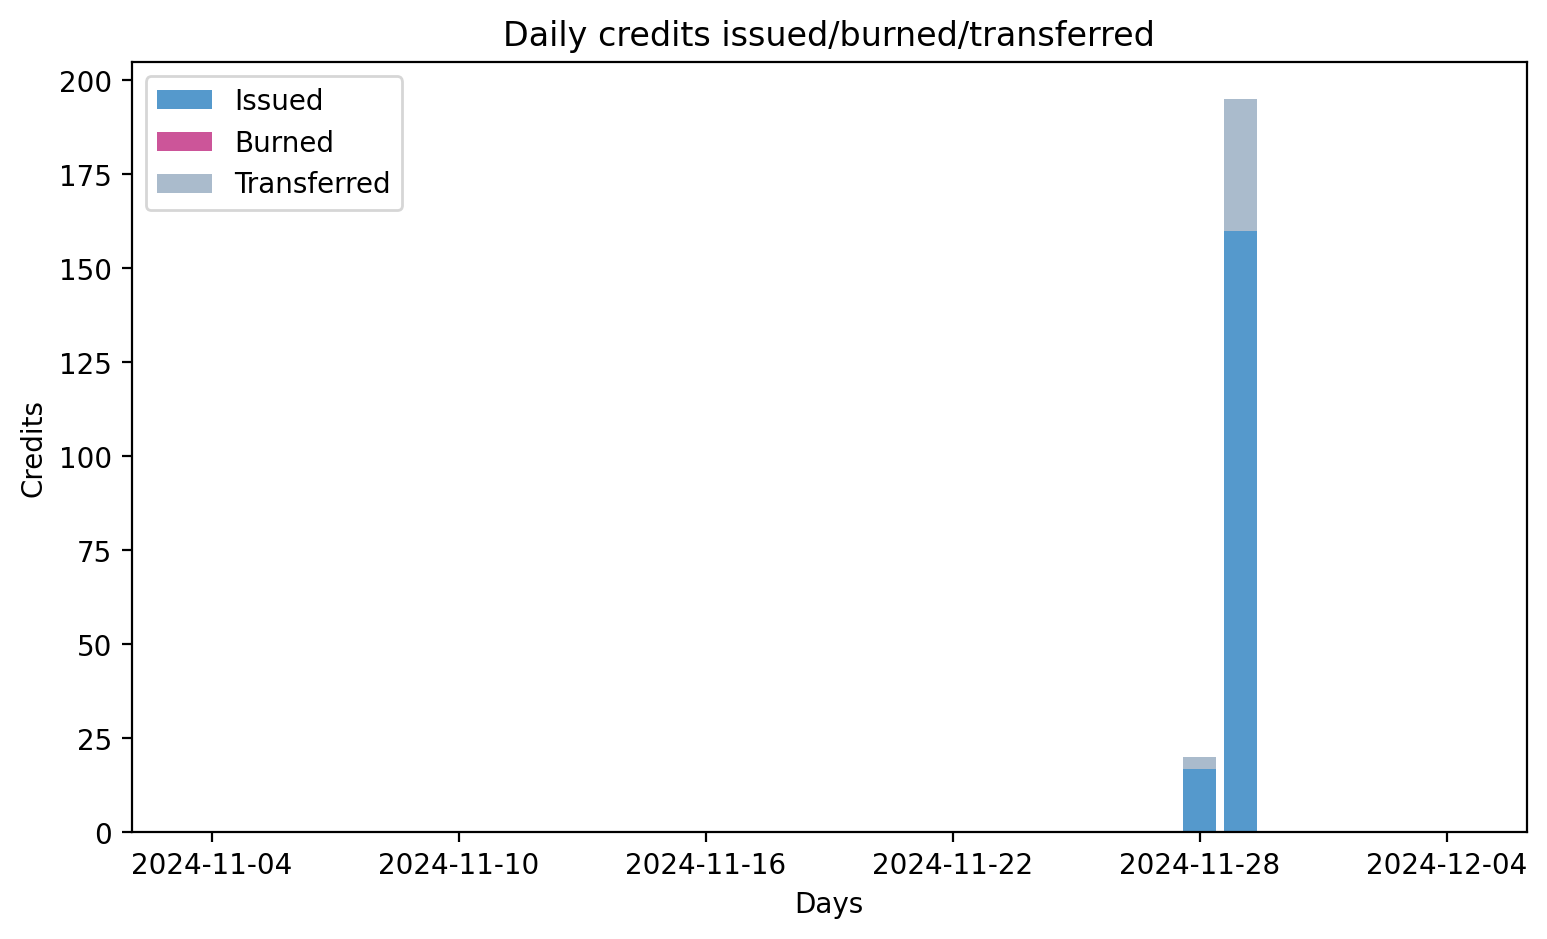 Daily credits issued/burned/transferred
Issued
Burned
Transferred
200
175
150
125
100
75
50
25
0
Credits
2024-11-04
2024-11-10
2024-11-16
2024-11-22
2024-11-28
2024-12-04
Days